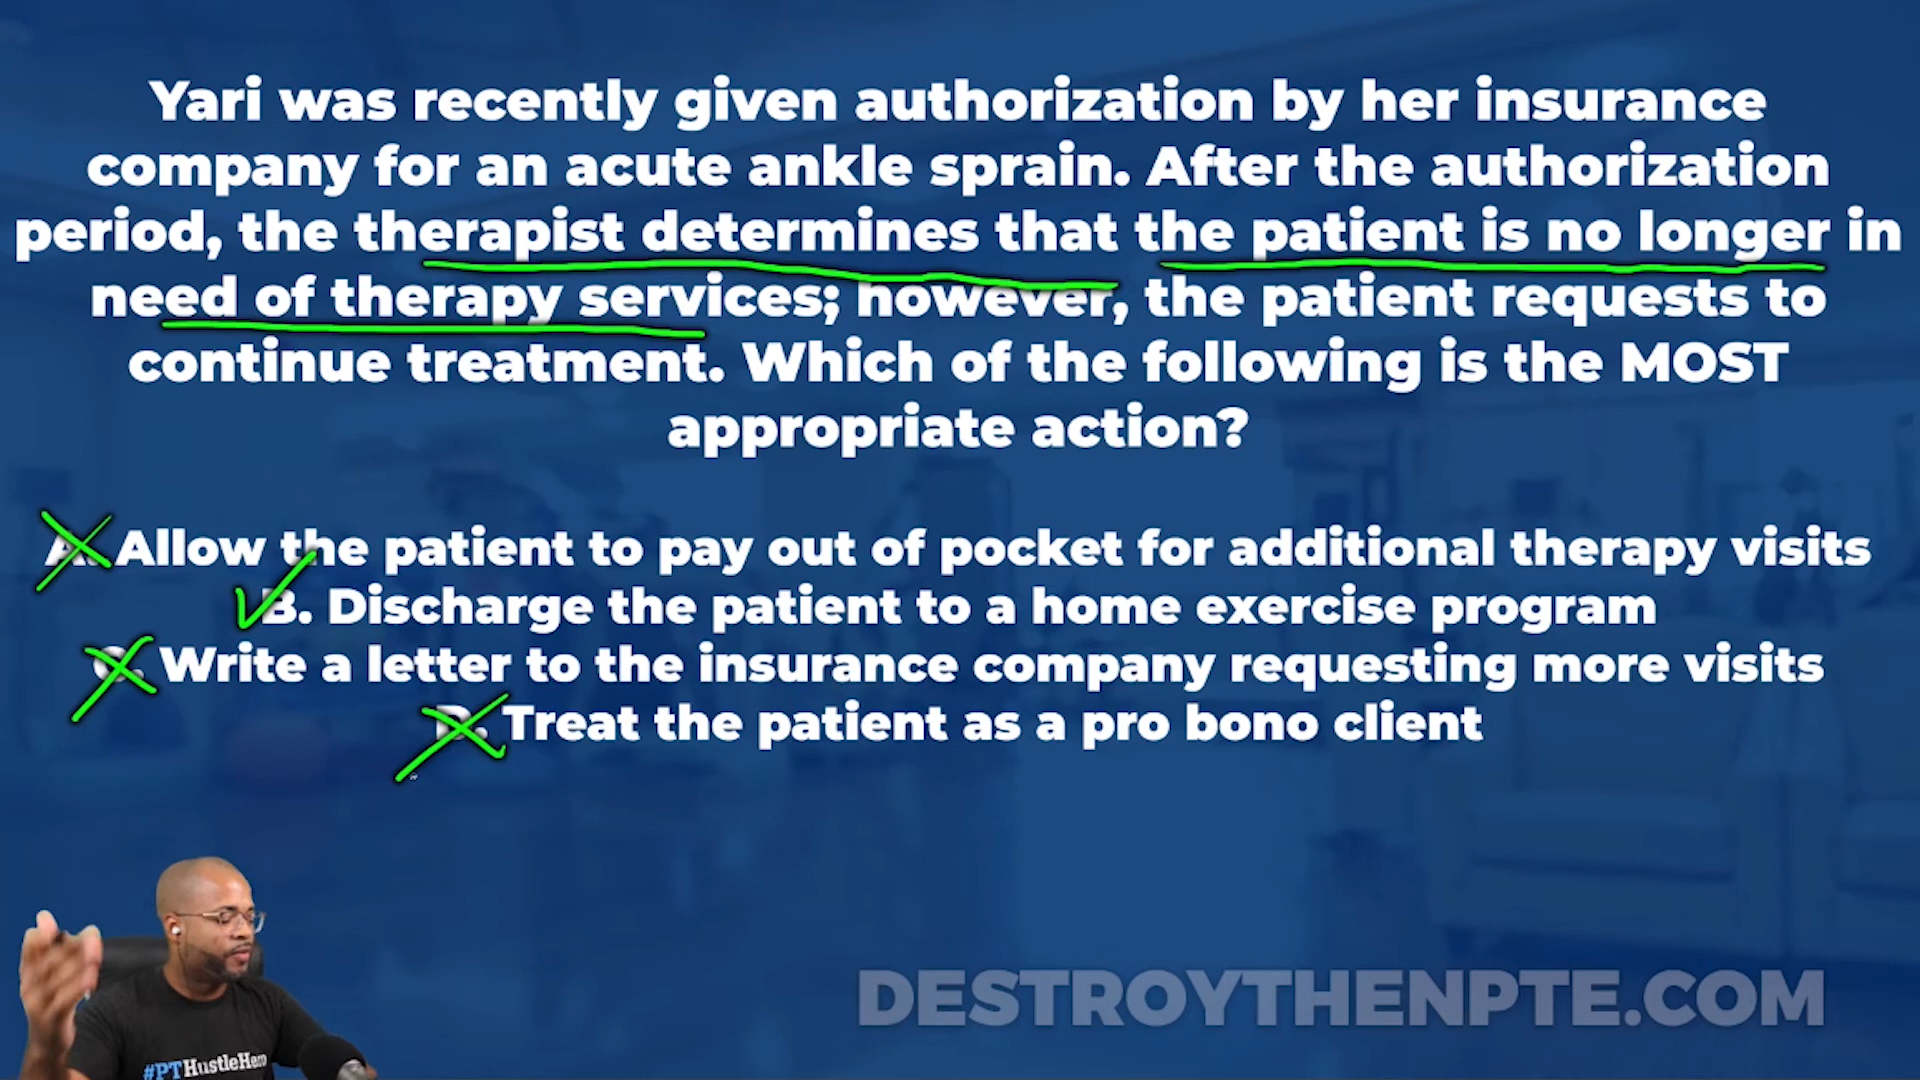 Yari was recently given authorization by her insurance
company for an acute ankle sprain. After the authorization
period, the therapist determines that the patient is no longer in
need of therapy services; however, the patient requests to
continue treatment. Which of the following is the MOST
appropriate action?
A. Allow the patient to pay out of pocket for additional therapy visits
B. Discharge the patient to a home exercise program
C. Write a letter to the insurance company requesting more visits
D. Treat the patient as a pro bono client
DESTROYTHENPTE.COM
#PTHustleHero